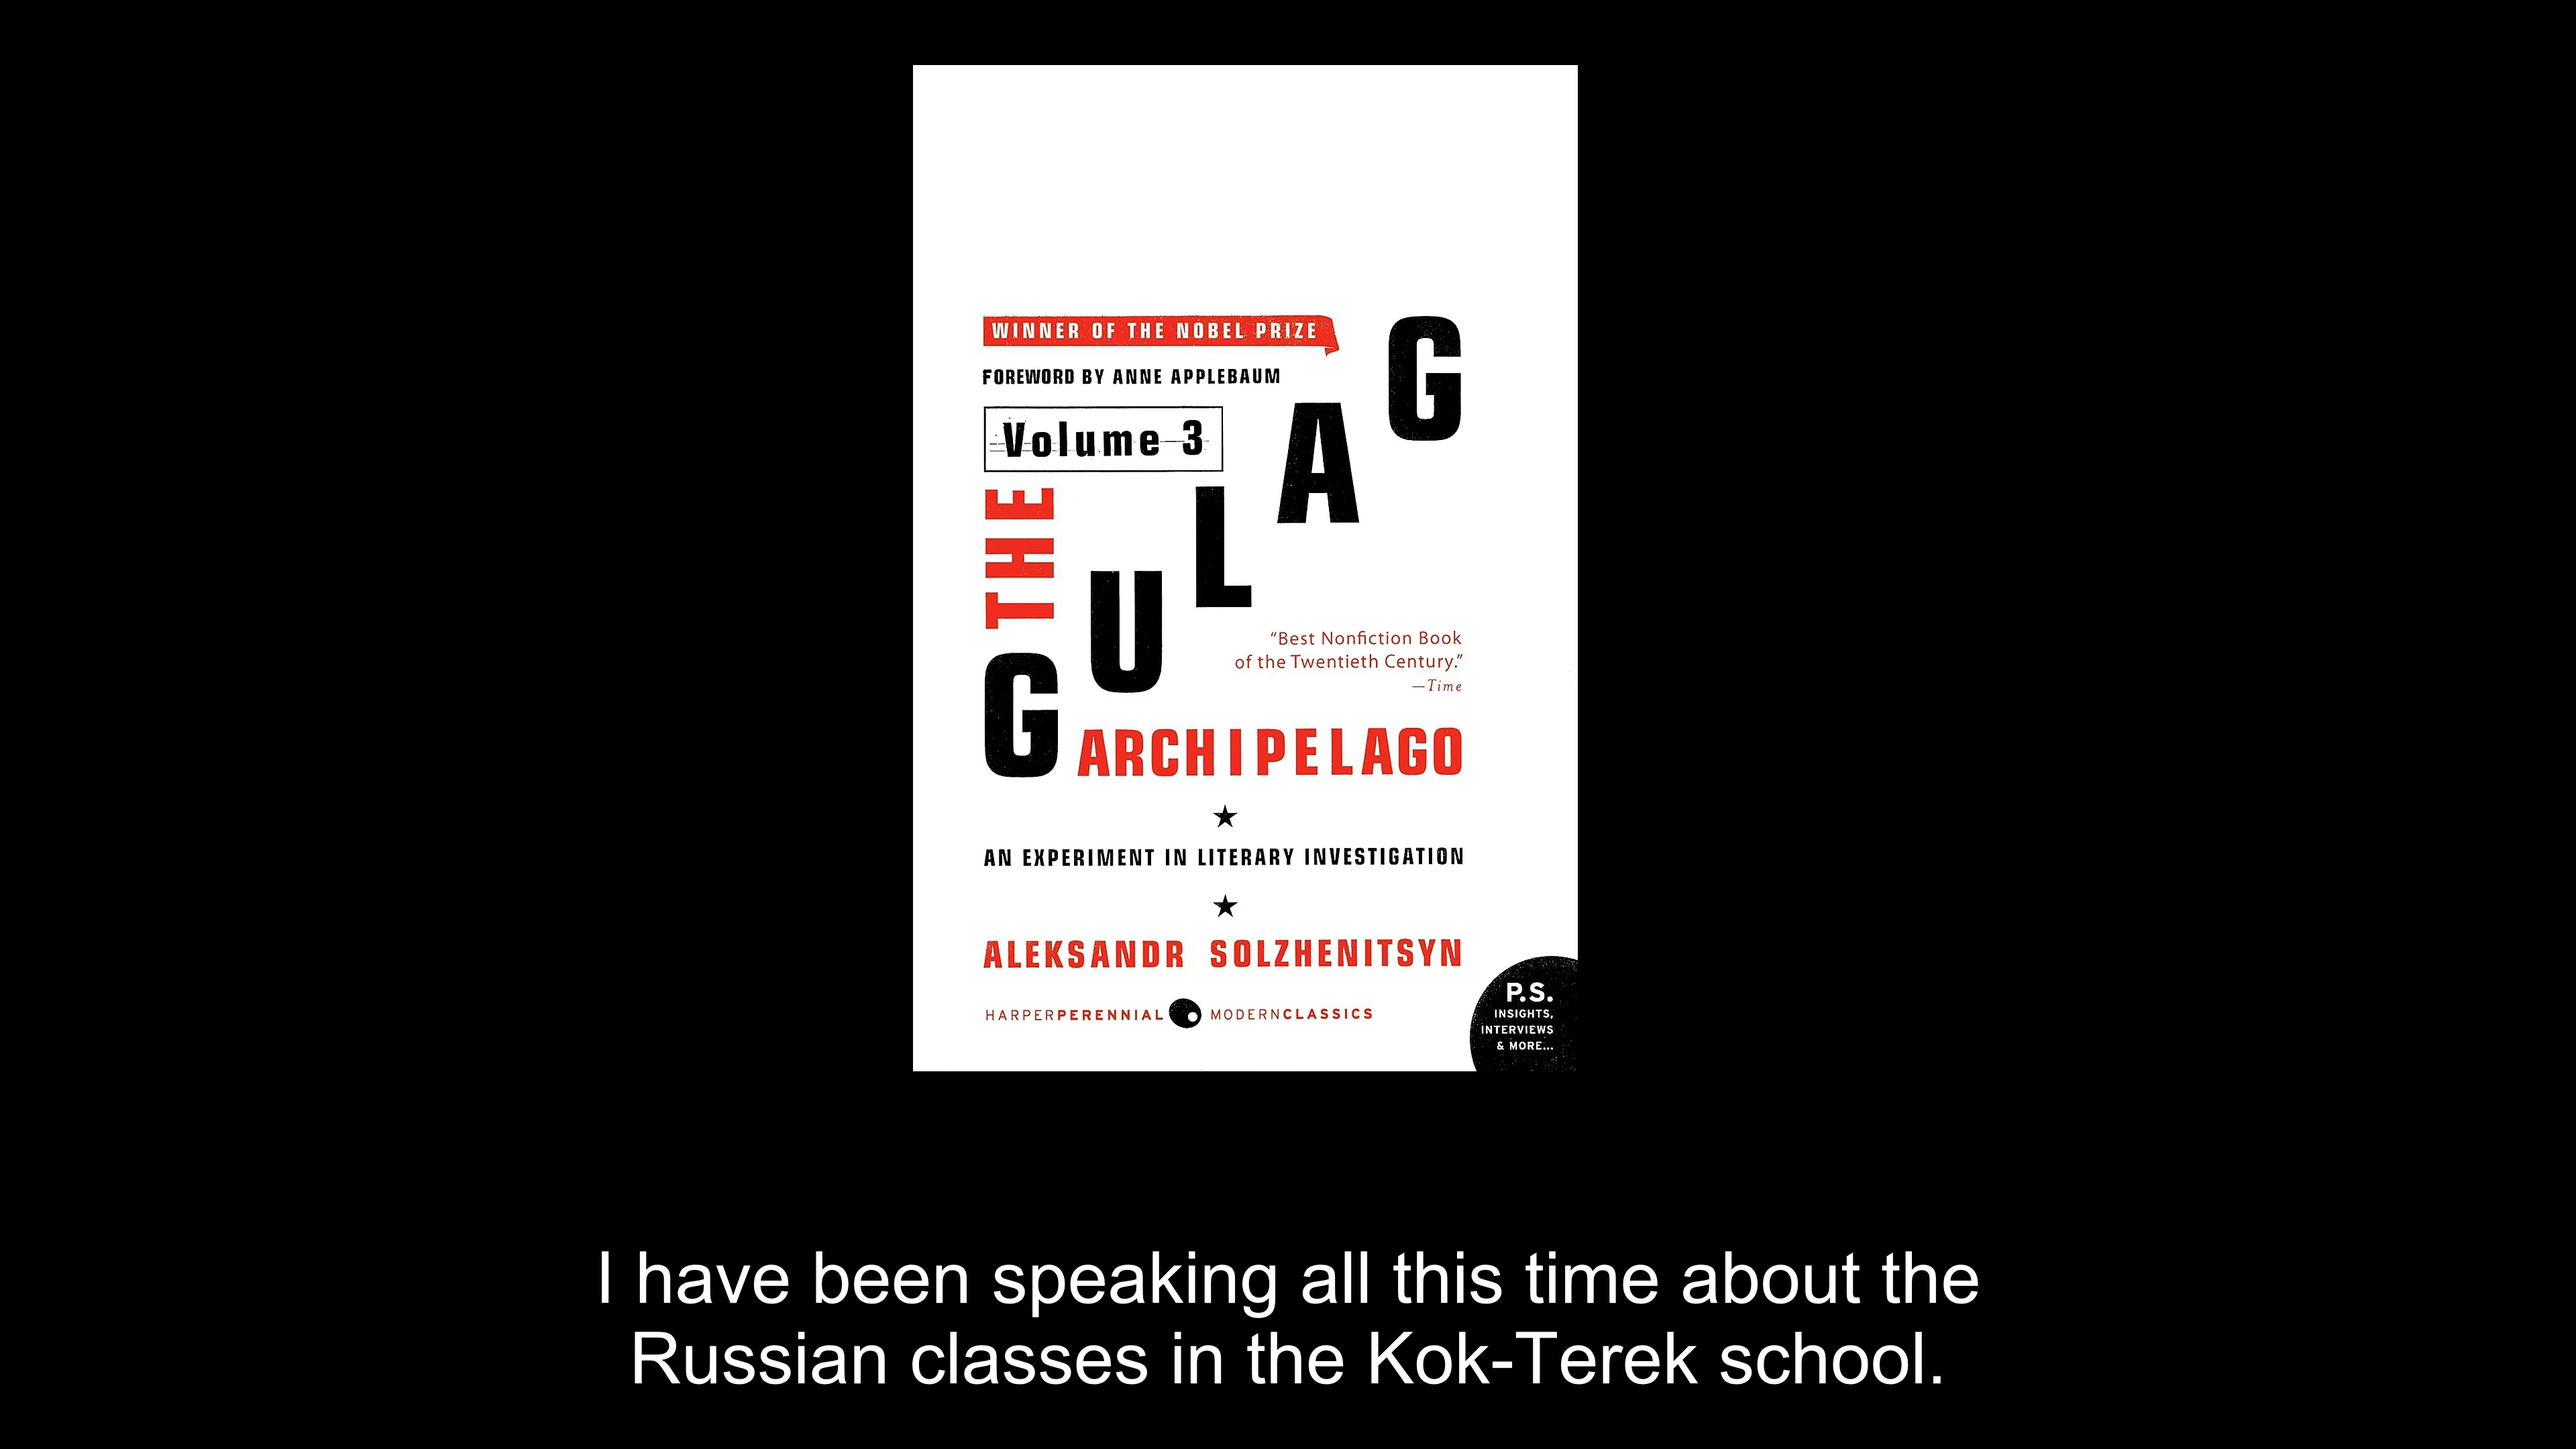 WINNER OF THE NOBEL PRIZE
FOREWORD BY ANNE APPLEBAUM
Volume 3
THE
GULAG
"Best Nonfiction Book
of the Twentieth Century."
—Time
ARCHIPELAGO
AN EXPERIMENT IN LITERARY INVESTIGATION
ALEKSANDR SOLZHENITSYN
HARPERPERENNIAL MODERNCLASSICS
P.S.
INSIGHTS,
INTERVIEWS
& MORE...
I have been speaking all this time about the
Russian classes in the Kok-Terek school.